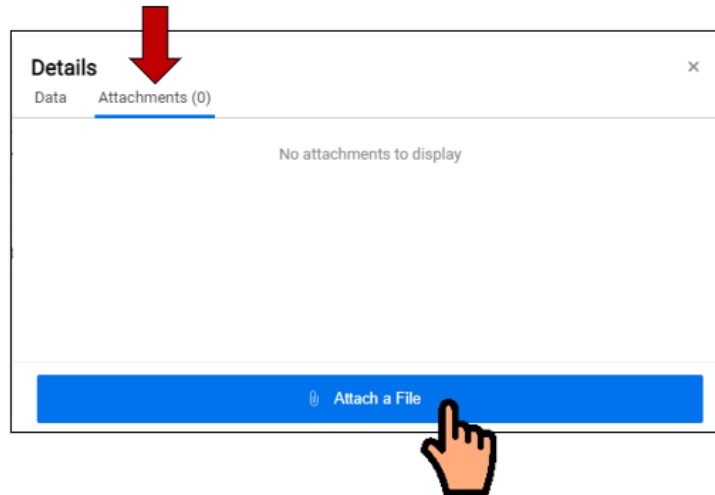 Details
Data Attachments (0)
No attachments to display
Attach a File